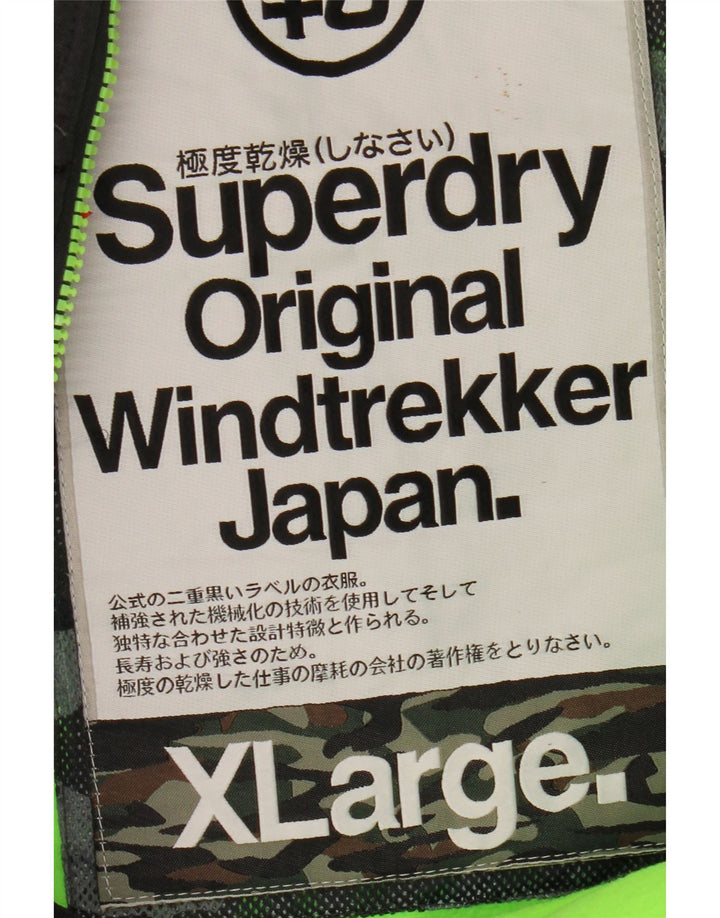 極度乾燥(しなさい)
Superdry
Original
Windtrekker
Japan.
公式の二重黒いラベルの衣服。
補強された機械化の技術を使用してそして
独特な合わせた設計特徴と作られる。
長寿および強さのため。
極度の乾燥した仕事の摩耗の会社の著作権をとりなさい。
XLarge.